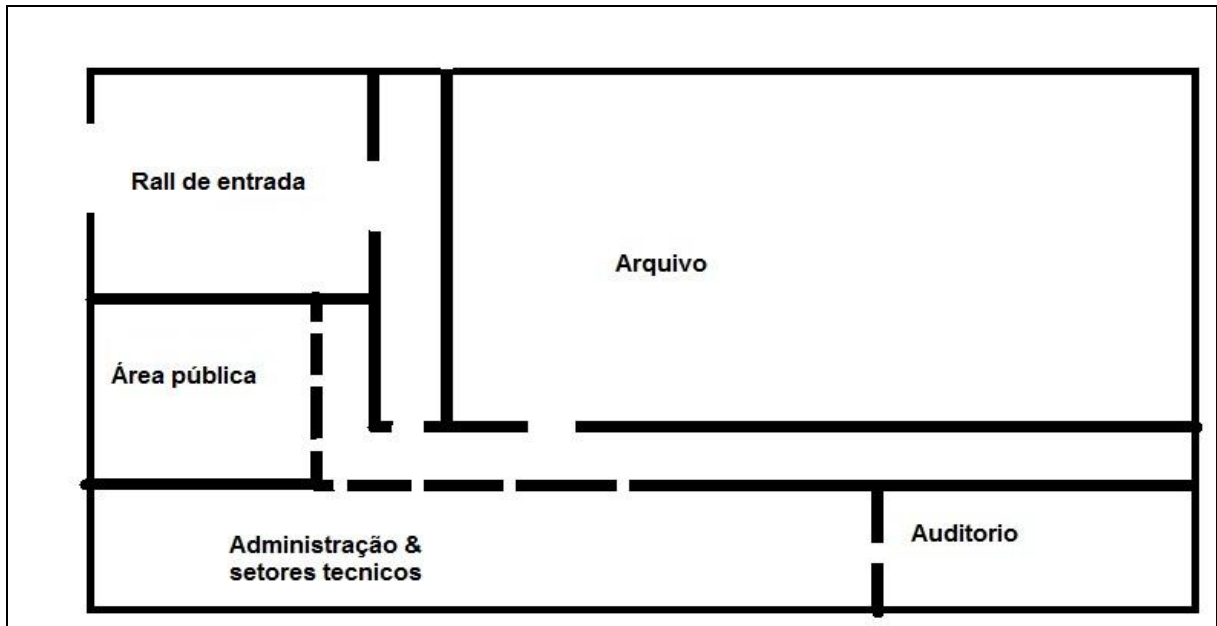 Rall de entrada
Arquivo
Área pública
Administração &
setores tecnicos
Auditorio